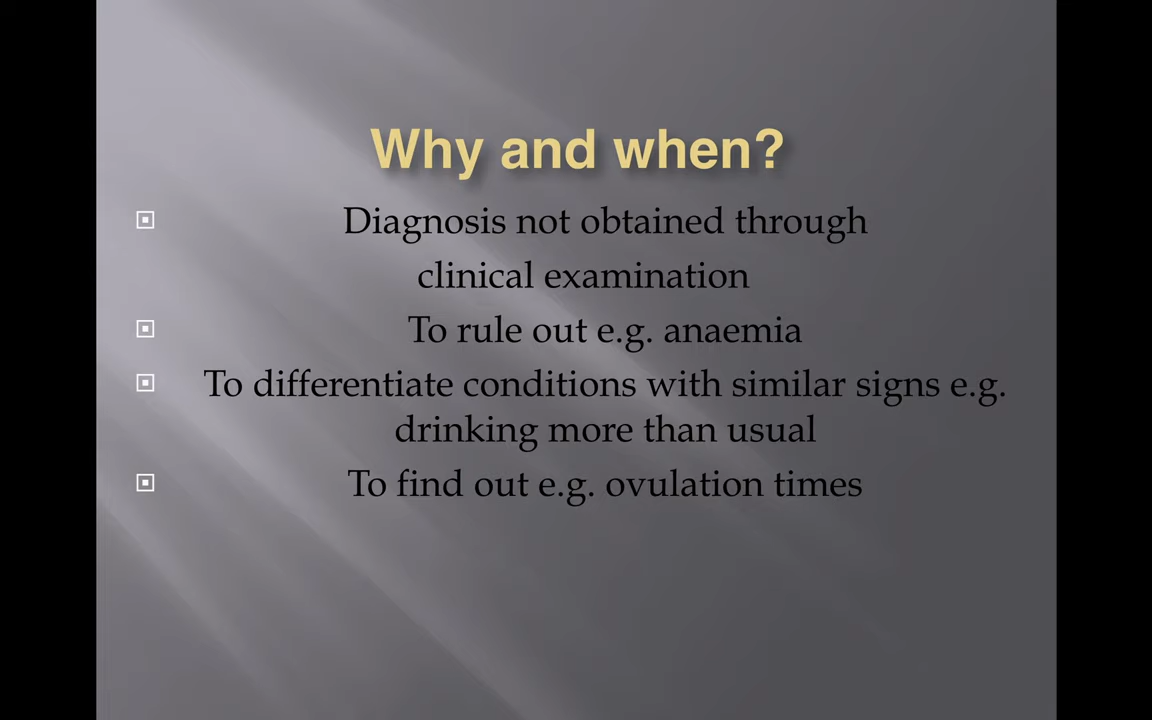 Why and when?
Diagnosis not obtained through
clinical examination
To rule out e.g. anaemia
To differentiate conditions with similar signs e.g.
drinking more than usual
To find out e.g. ovulation times